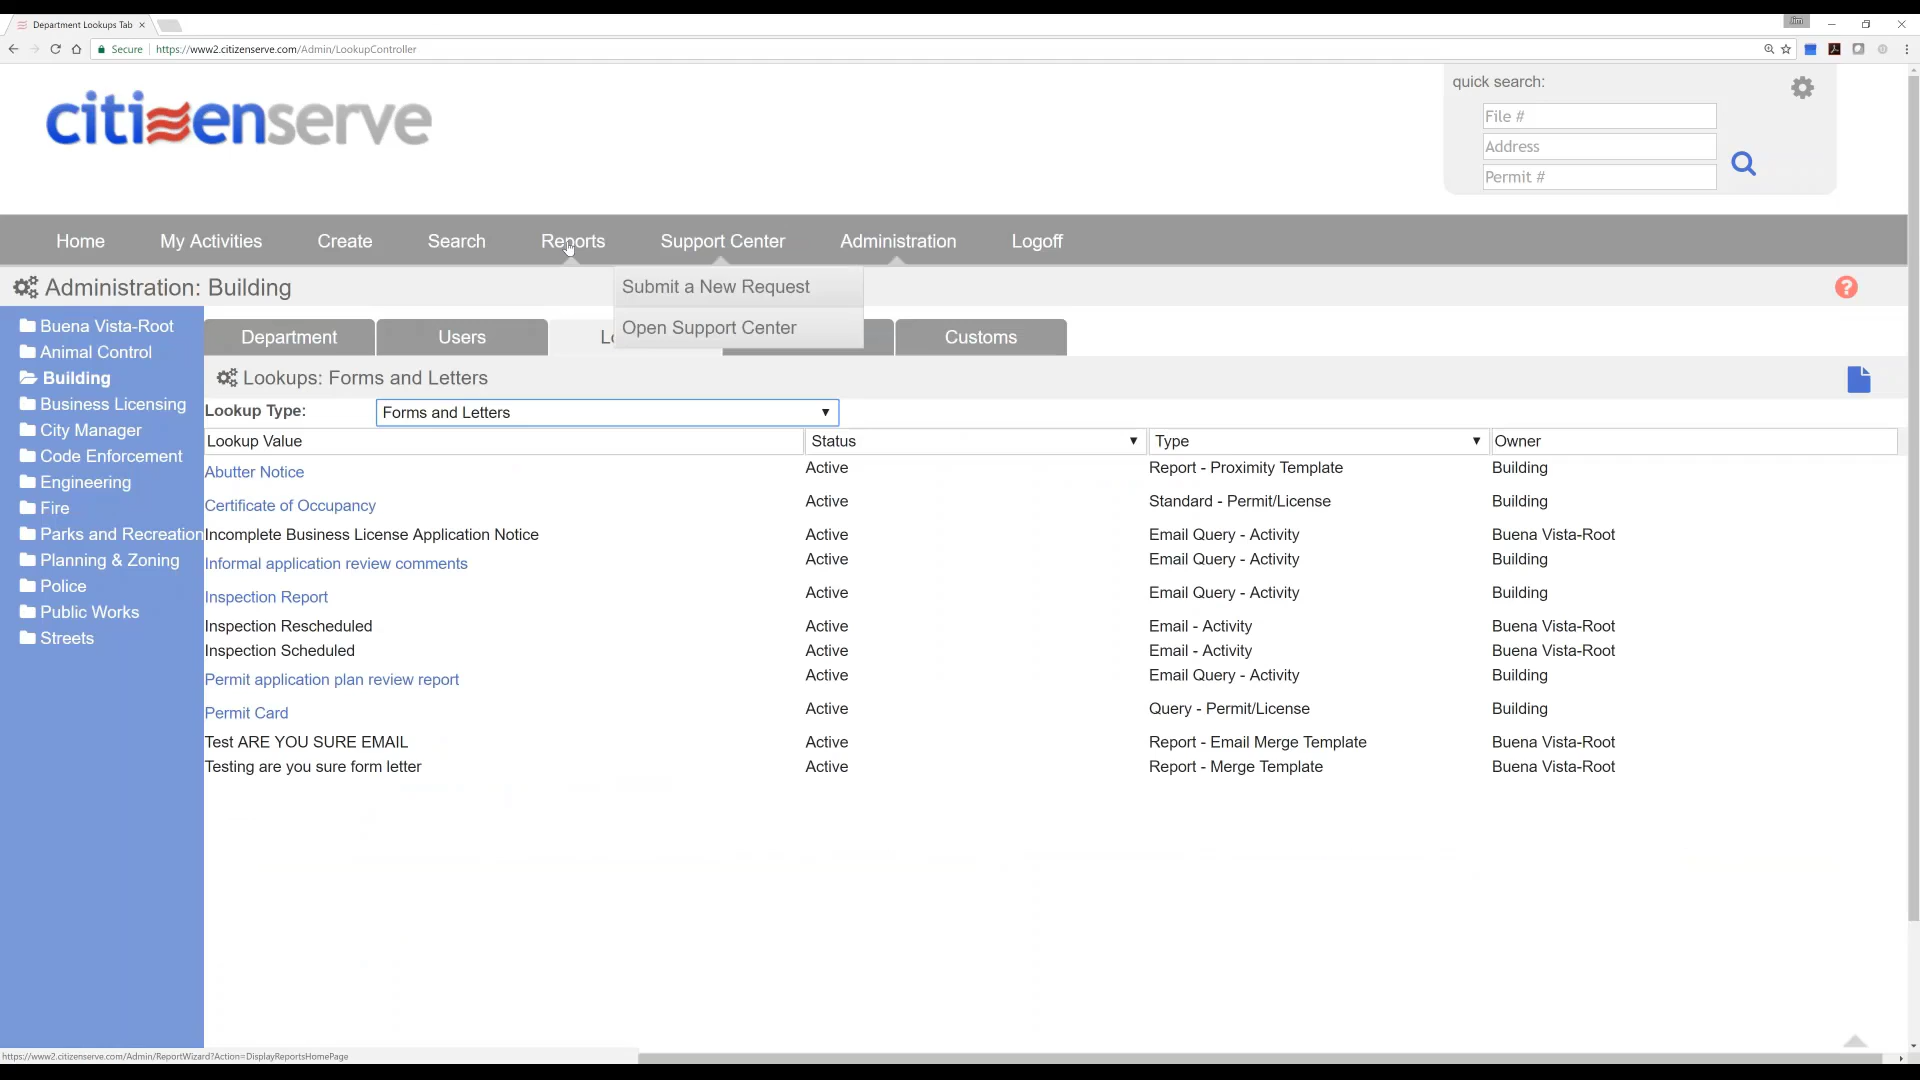 Department Lookups Tab
Jim
Secure https://www2.citizenserve.com/Admin/LookupController
citizenserve
quick search:
File #
Address
Permit #
Home My Activities Create Search Reports Support Center Administration Logoff
Administration: Building
Submit a New Request
Open Support Center
Buena Vista-Root
Animal Control
Building
Business Licensing
City Manager
Code Enforcement
Engineering
Fire
Parks and Recreation
Planning & Zoning
Police
Public Works
Streets
Department Users Lo Customs
Lookups: Forms and Letters
Lookup Type: Forms and Letters
Lookup Value Status Type Owner
Abutter Notice Active Report - Proximity Template Building
Certificate of Occupancy Active Standard - Permit/License Building
Incomplete Business License Application Notice Active Email Query - Activity Buena Vista-Root
Informal application review comments Active Email Query - Activity Building
Inspection Report Active Email Query - Activity Building
Inspection Rescheduled Active Email - Activity Buena Vista-Root
Inspection Scheduled Active Email - Activity Buena Vista-Root
Permit application plan review report Active Email Query - Activity Building
Permit Card Active Query - Permit/License Building
Test ARE YOU SURE EMAIL Active Report - Email Merge Template Buena Vista-Root
Testing are you sure form letter Active Report - Merge Template Buena Vista-Root
https://www2.citizenserve.com/Admin/ReportWizard?Action=DisplayReportsHomePage